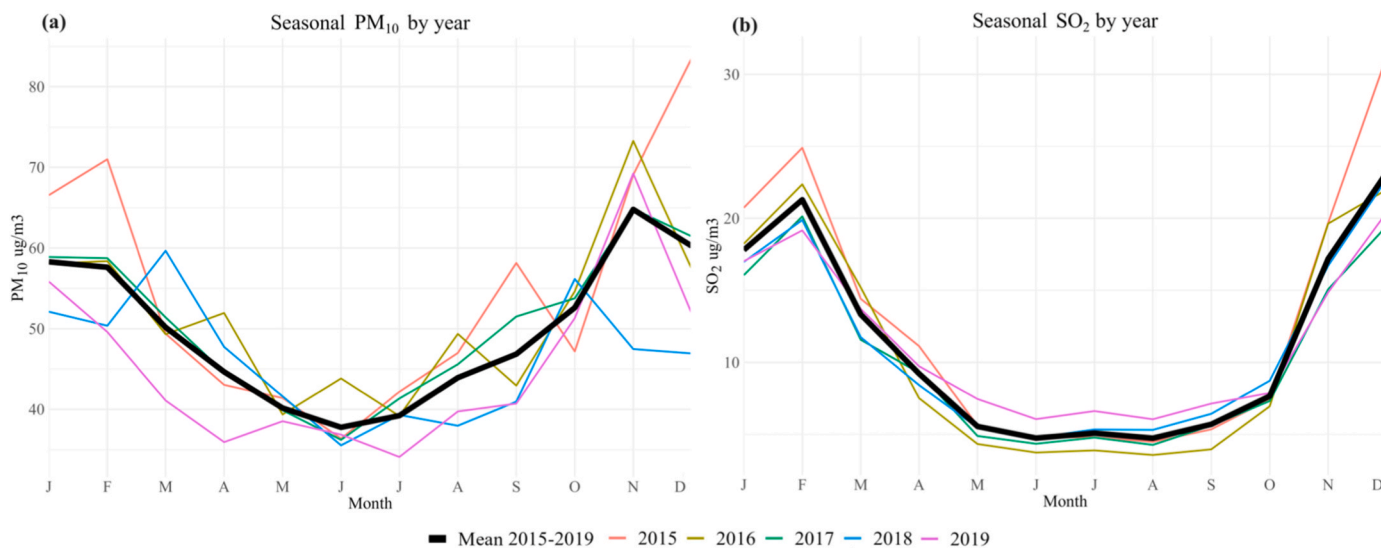 (a)
Seasonal PM₁₀ by year
PM₁₀ ug/m3
80
70
60
50
40
J F M A M J J A S O N D
Month
(b)
Seasonal SO₂ by year
SO₂ ug/m3
30
20
10
J F M A M J J A S O N D
Month
Mean 2015-2019 2015 2016 2017 2018 2019